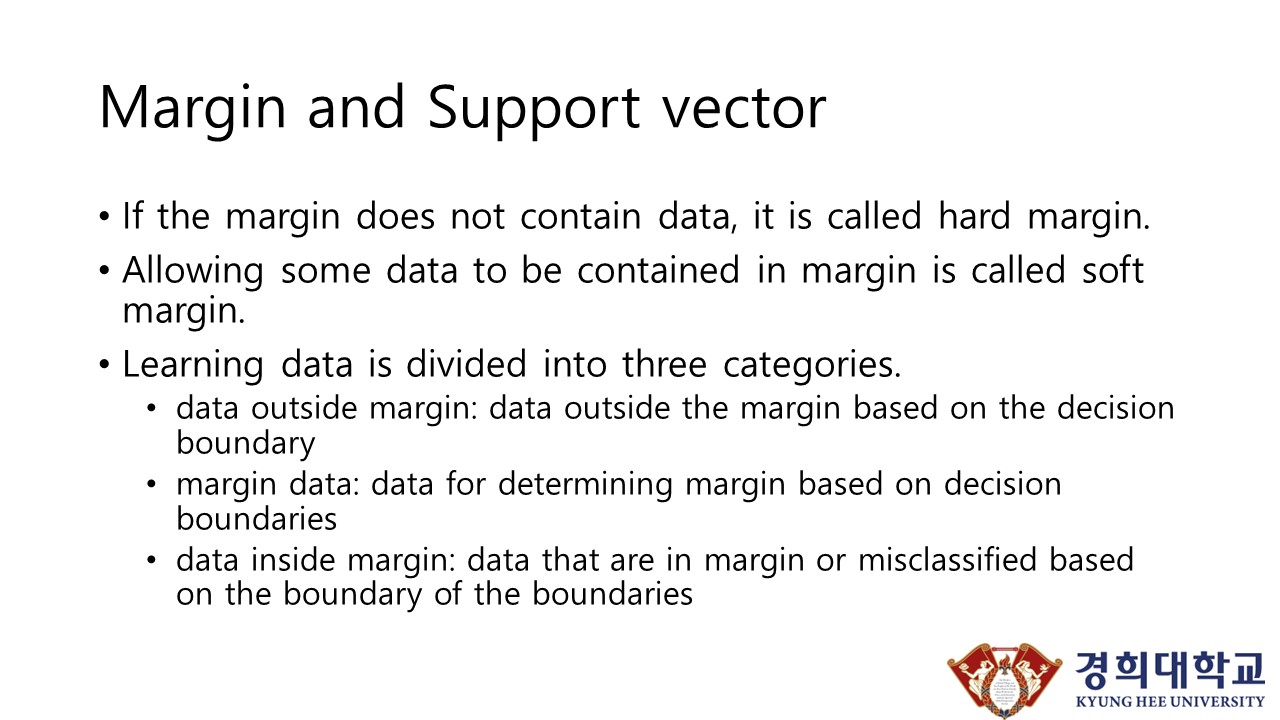 Margin and Support vector
• If the margin does not contain data, it is called hard margin.
• Allowing some data to be contained in margin is called soft
margin.
• Learning data is divided into three categories.
• data outside margin: data outside the margin based on the decision
boundary
• margin data: data for determining margin based on decision
boundaries
• data inside margin: data that are in margin or misclassified based
on the boundary of the boundaries
경희대학교
KYUNG HEE UNIVERSITY